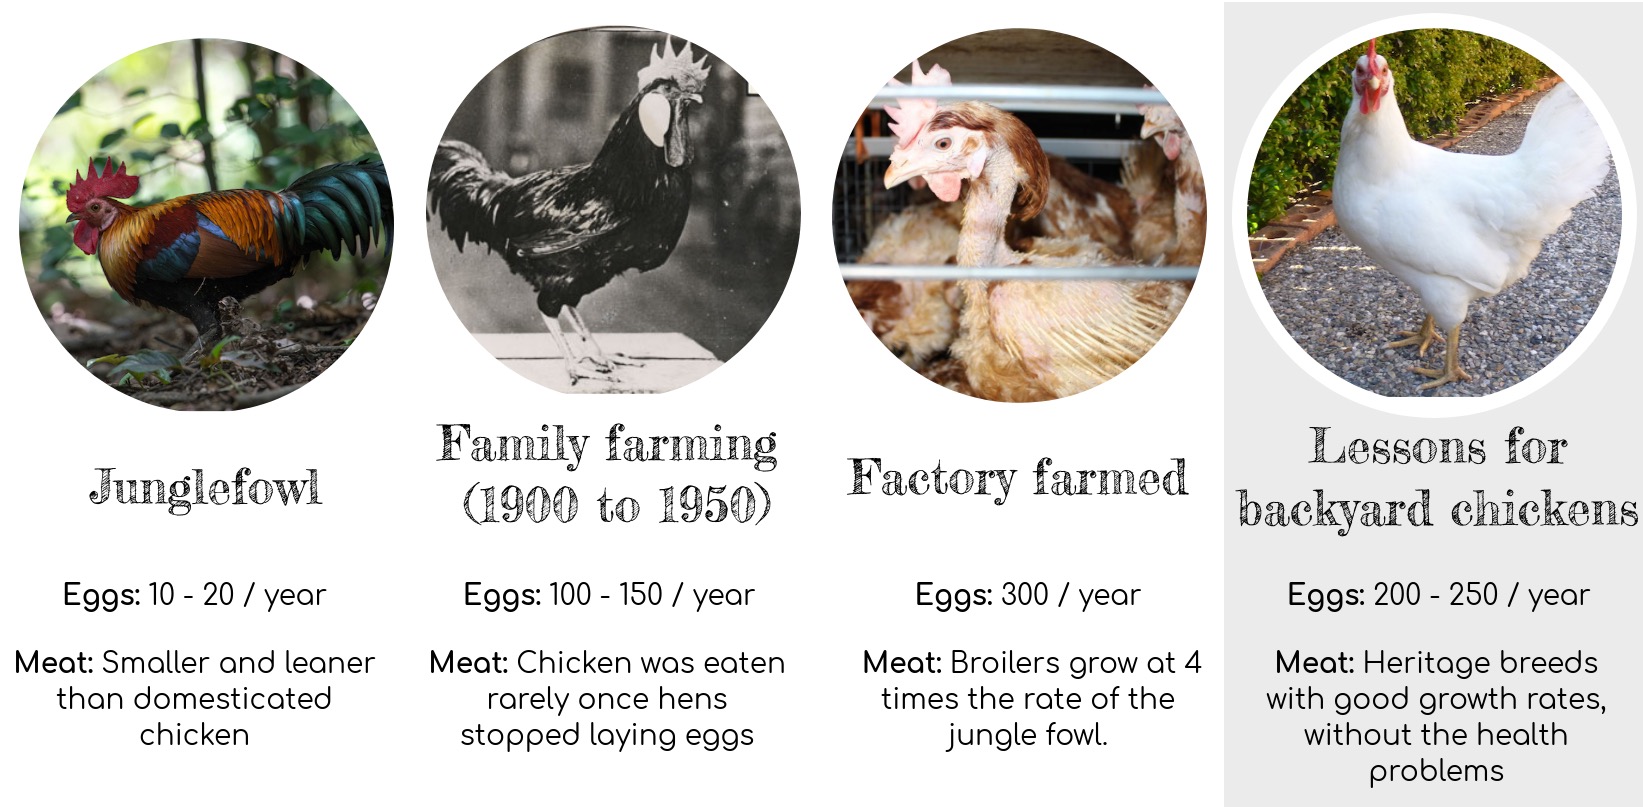 Junglefowl
Eggs: 10 - 20 / year
Meat: Smaller and leaner
than domesticated
chicken
Family farming
(1900 to 1950)
Eggs: 100 - 150 / year
Meat: Chicken was eaten
rarely once hens
stopped laying eggs
Factory farmed
Eggs: 300 / year
Meat: Broilers grow at 4
times the rate of the
jungle fowl.
Lessons for
backyard chickens
Eggs: 200 - 250 / year
Meat: Heritage breeds
with good growth rates,
without the health
problems